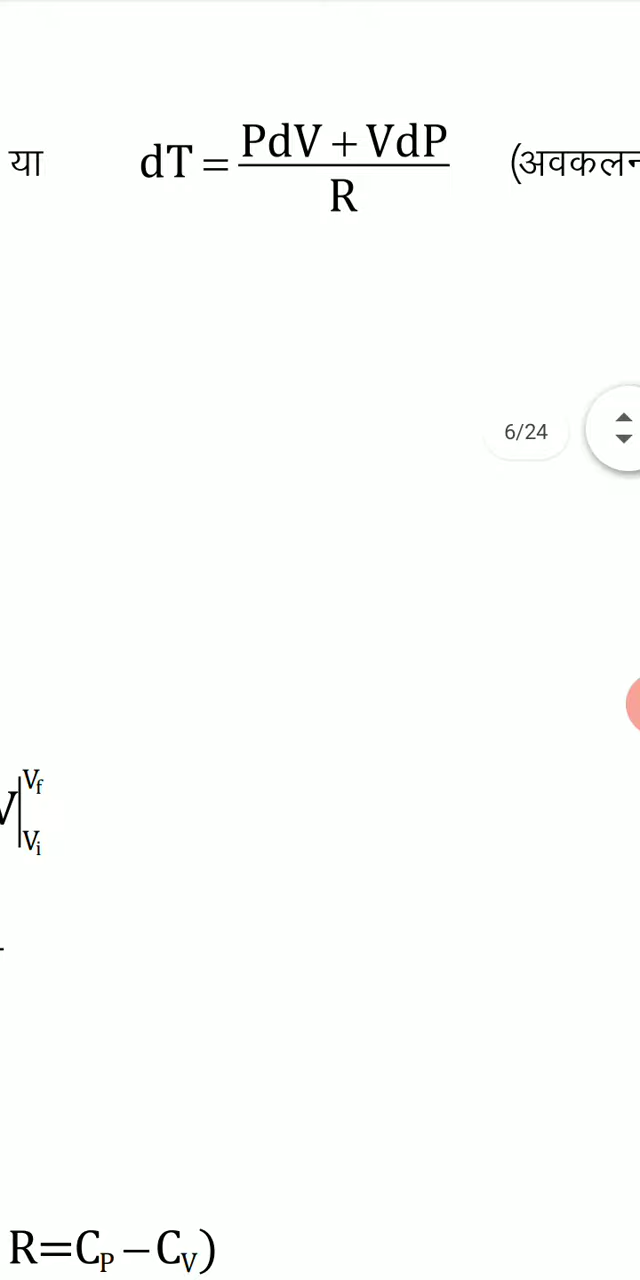 या dT = PdV + VdP / R (अवकलन
6/24
V|Vf Vi
R=CP − CV)